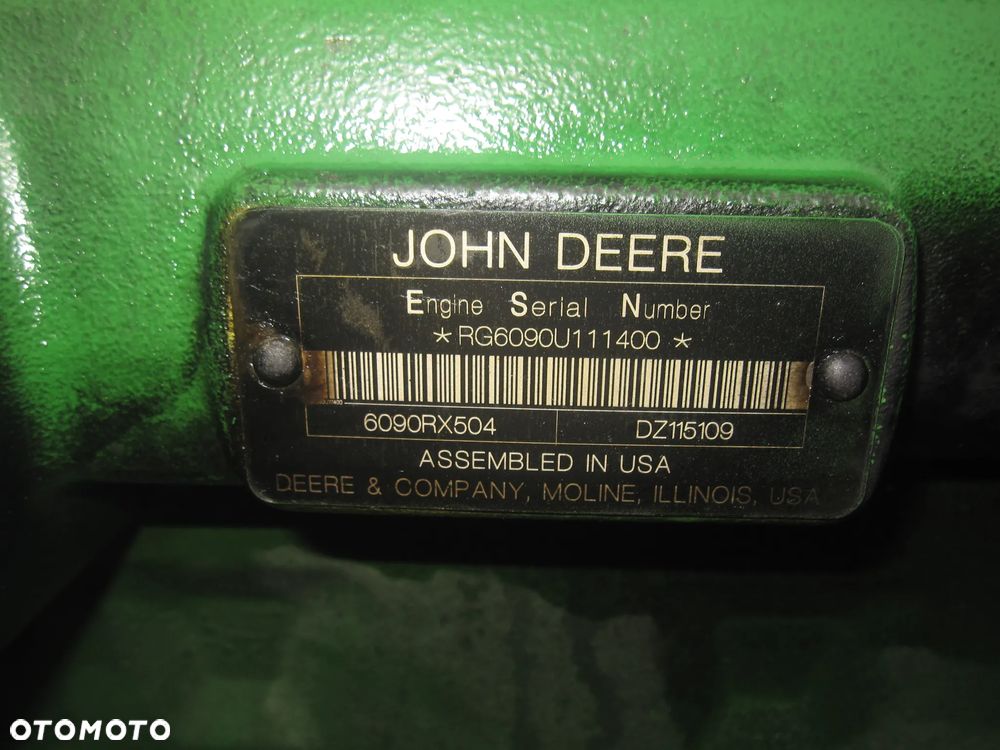 JOHN DEERE
Engine Serial Number
*RG6090U111400*
6090RX504 DZ115109
ASSEMBLED IN USA
DEERE & COMPANY, MOLINE, ILLINOIS, USA
OTOMOTO